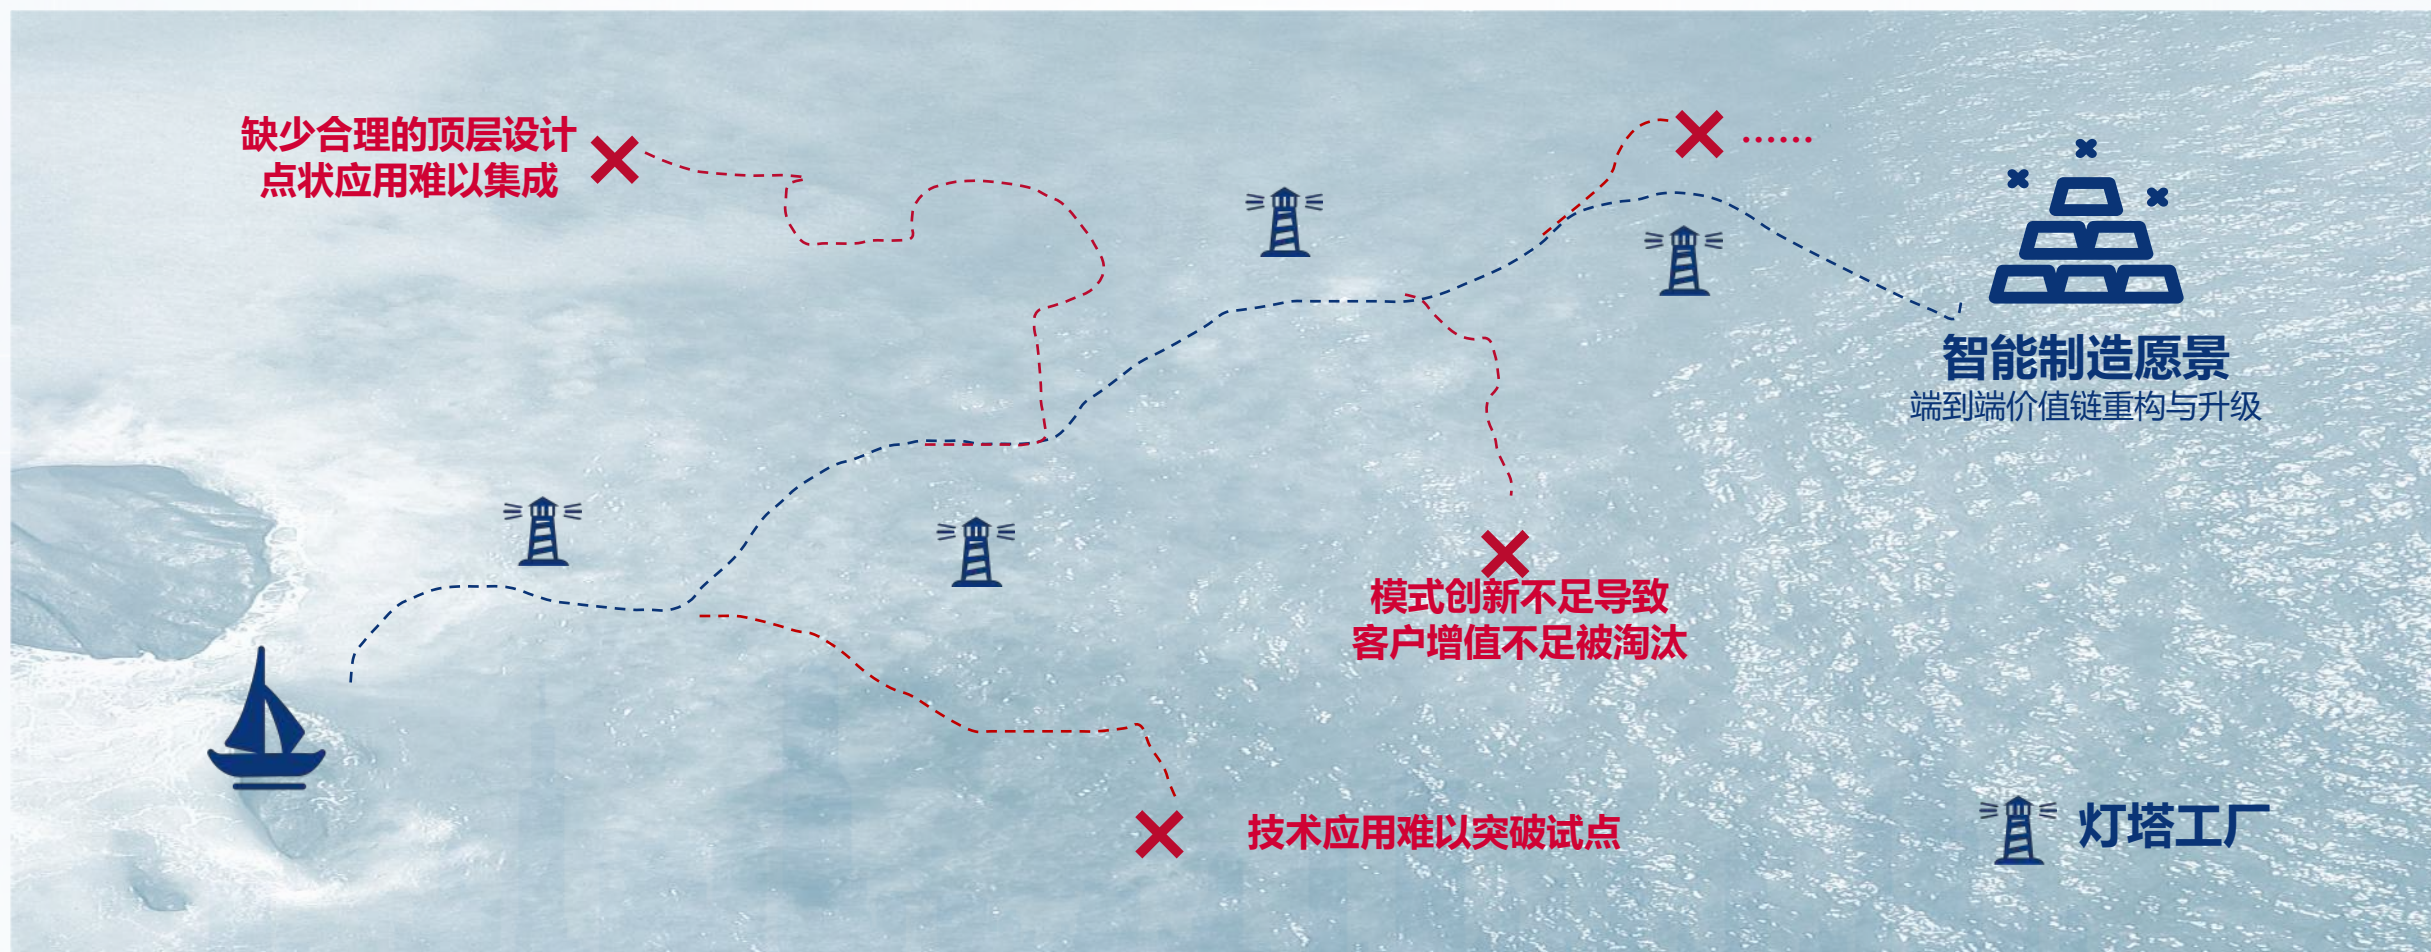 缺少合理的顶层设计
点状应用难以集成
……
智能制造愿景
端到端价值链重构与升级
模式创新不足导致
客户增值不足被淘汰
技术应用难以突破试点
灯塔工厂